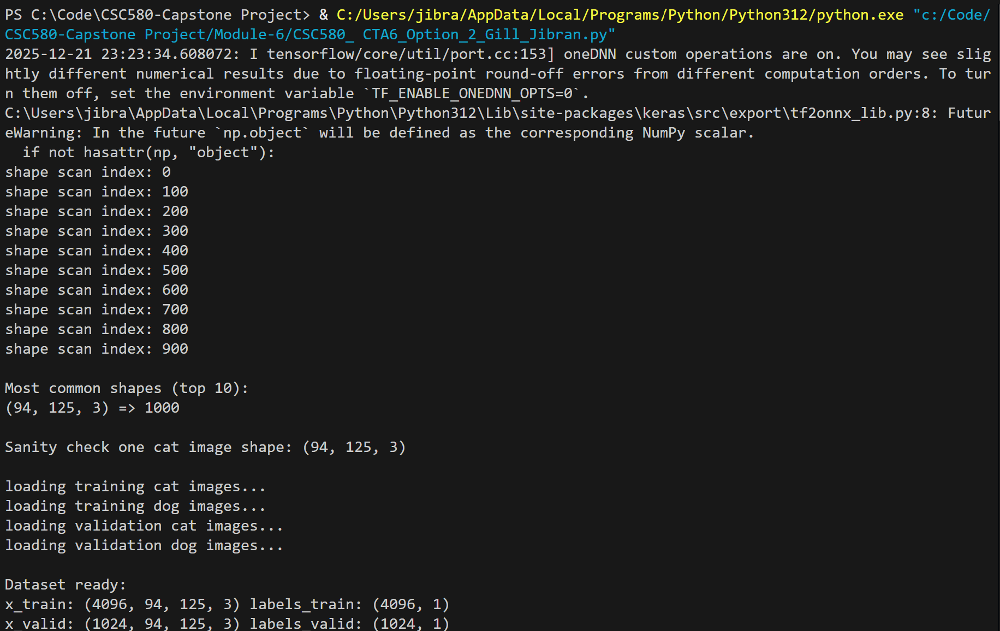 PS C:\Code\CSC580-Capstone Project> & C:/Users/jibra/AppData/Local/Programs/Python/Python312/python.exe "c:/Code/
CSC580-Capstone Project/Module-6/CSC580_ CTA6_Option_2_Gill_Jibran.py"
2025-12-21 23:23:34.608072: I tensorflow/core/util/port.cc:153] oneDNN custom operations are on. You may see slig
htly different numerical results due to floating-point round-off errors from different computation orders. To tur
n them off, set the environment variable `TF_ENABLE_ONEDNN_OPTS=0`.
C:\Users\jibra\AppData\Local\Programs\Python\Python312\Lib\site-packages\keras\src\export\tf2onnx_lib.py:8: Futur
eWarning: In the future `np.object` will be defined as the corresponding NumPy scalar.
  if not hasattr(np, "object"):
shape scan index: 0
shape scan index: 100
shape scan index: 200
shape scan index: 300
shape scan index: 400
shape scan index: 500
shape scan index: 600
shape scan index: 700
shape scan index: 800
shape scan index: 900

Most common shapes (top 10):
(94, 125, 3) => 1000

Sanity check one cat image shape: (94, 125, 3)

loading training cat images...
loading training dog images...
loading validation cat images...
loading validation dog images...

Dataset ready:
x_train: (4096, 94, 125, 3) labels_train: (4096, 1)
x_valid: (1024, 94, 125, 3) labels_valid: (1024, 1)